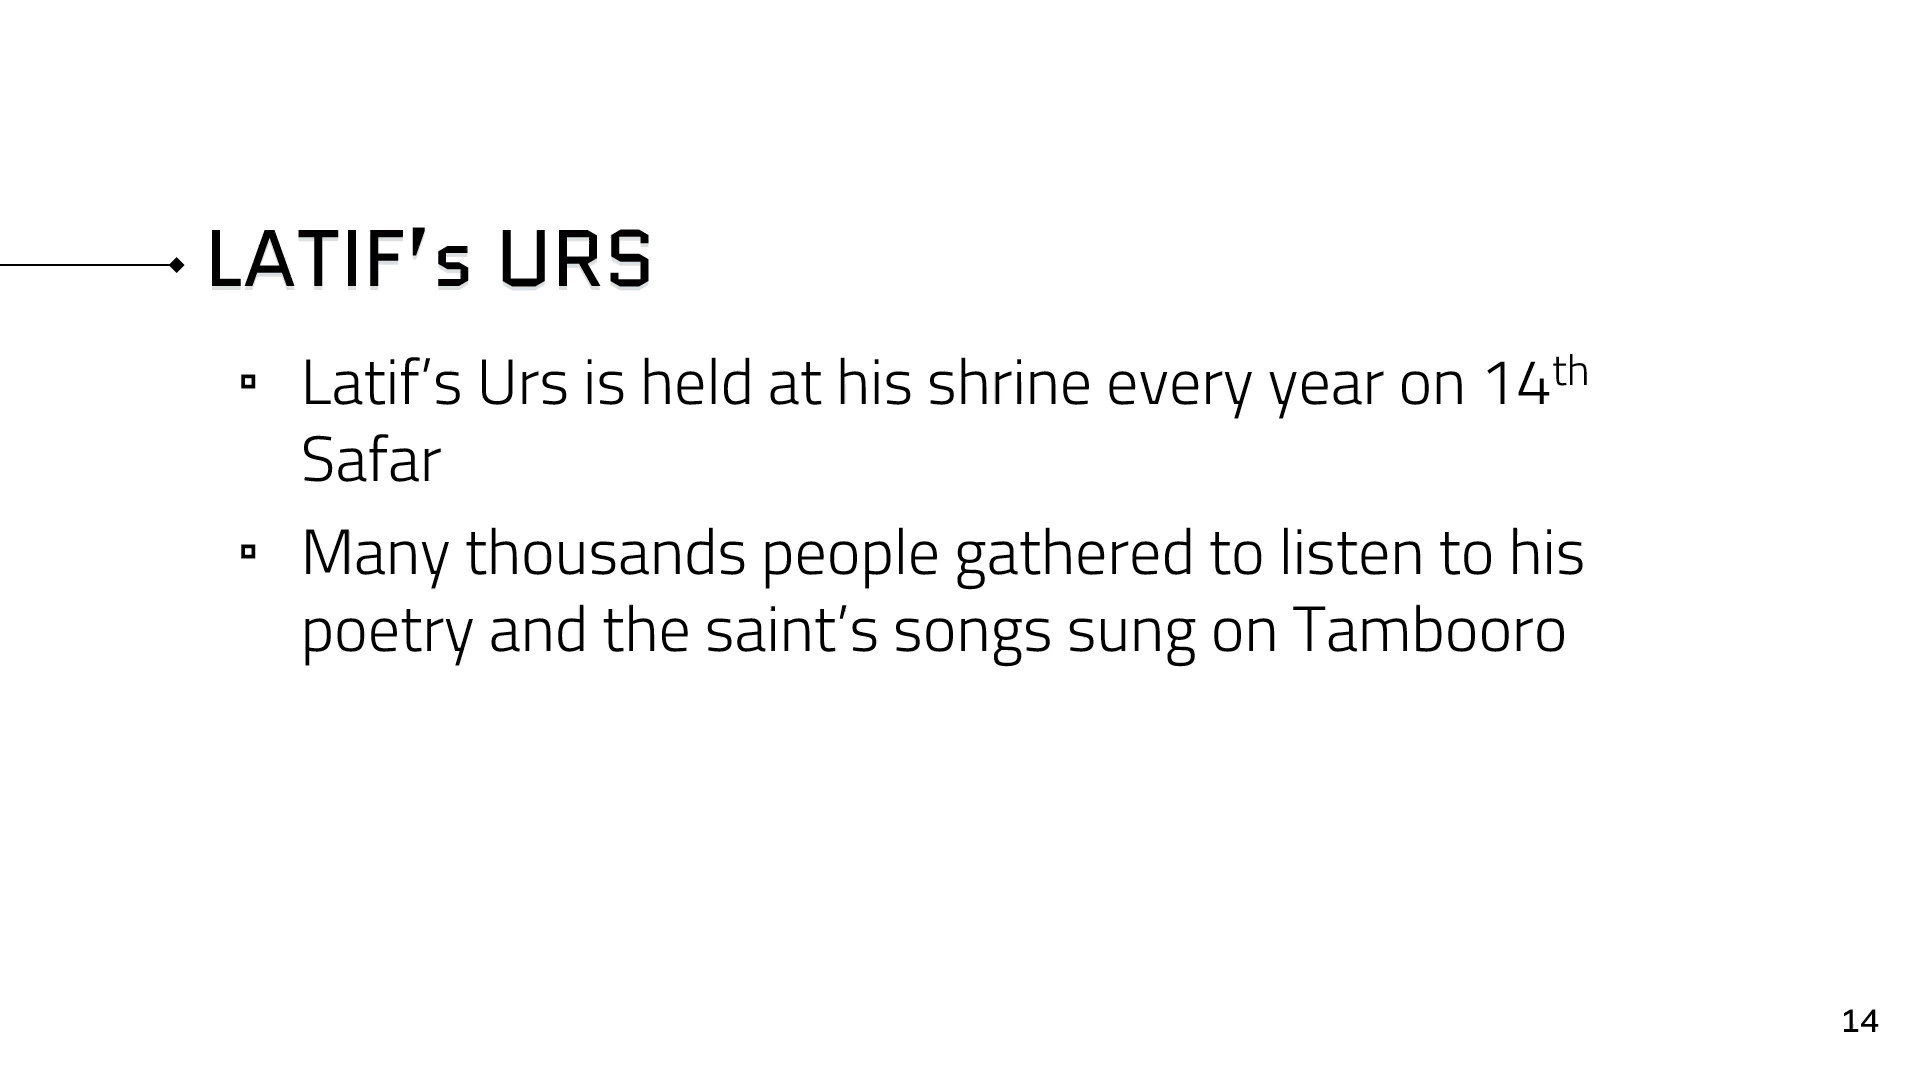 LATIF’s URS
▫ Latif’s Urs is held at his shrine every year on 14th
Safar
▫ Many thousands people gathered to listen to his
poetry and the saint’s songs sung on Tambooro
14